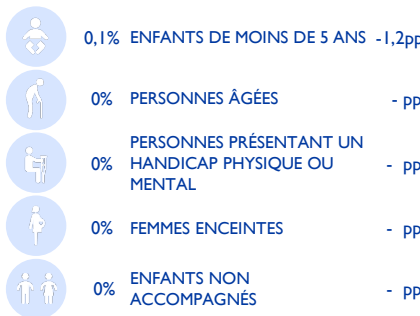 0,1% ENFANTS DE MOINS DE 5 ANS -1,2pp
0% PERSONNES ÂGÉES - pp
PERSONNES PRÉSENTANT UN
0% HANDICAP PHYSIQUE OU - pp
MENTAL
0% FEMMES ENCEINTES - pp
ENFANTS NON
0% ACCOMPAGNÉS - pp